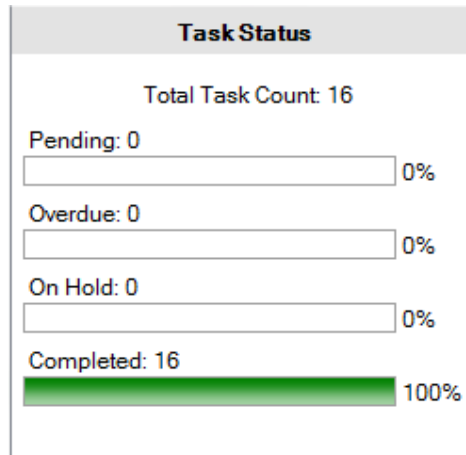 Task Status
Total Task Count: 16
Pending: 0
0%
Overdue: 0
0%
On Hold: 0
0%
Completed: 16
100%